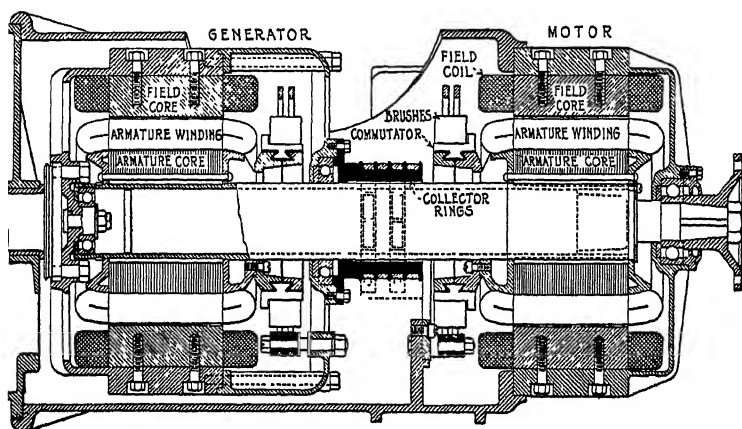 GENERATOR
MOTOR
FIELD
COIL
FIELD
CORE
FIELD
CORE
BRUSHES
COMMUTATOR
ARMATURE WINDING
ARMATURE WINDING
ARMATURE CORE
ARMATURE CORE
COLLECTOR
RINGS